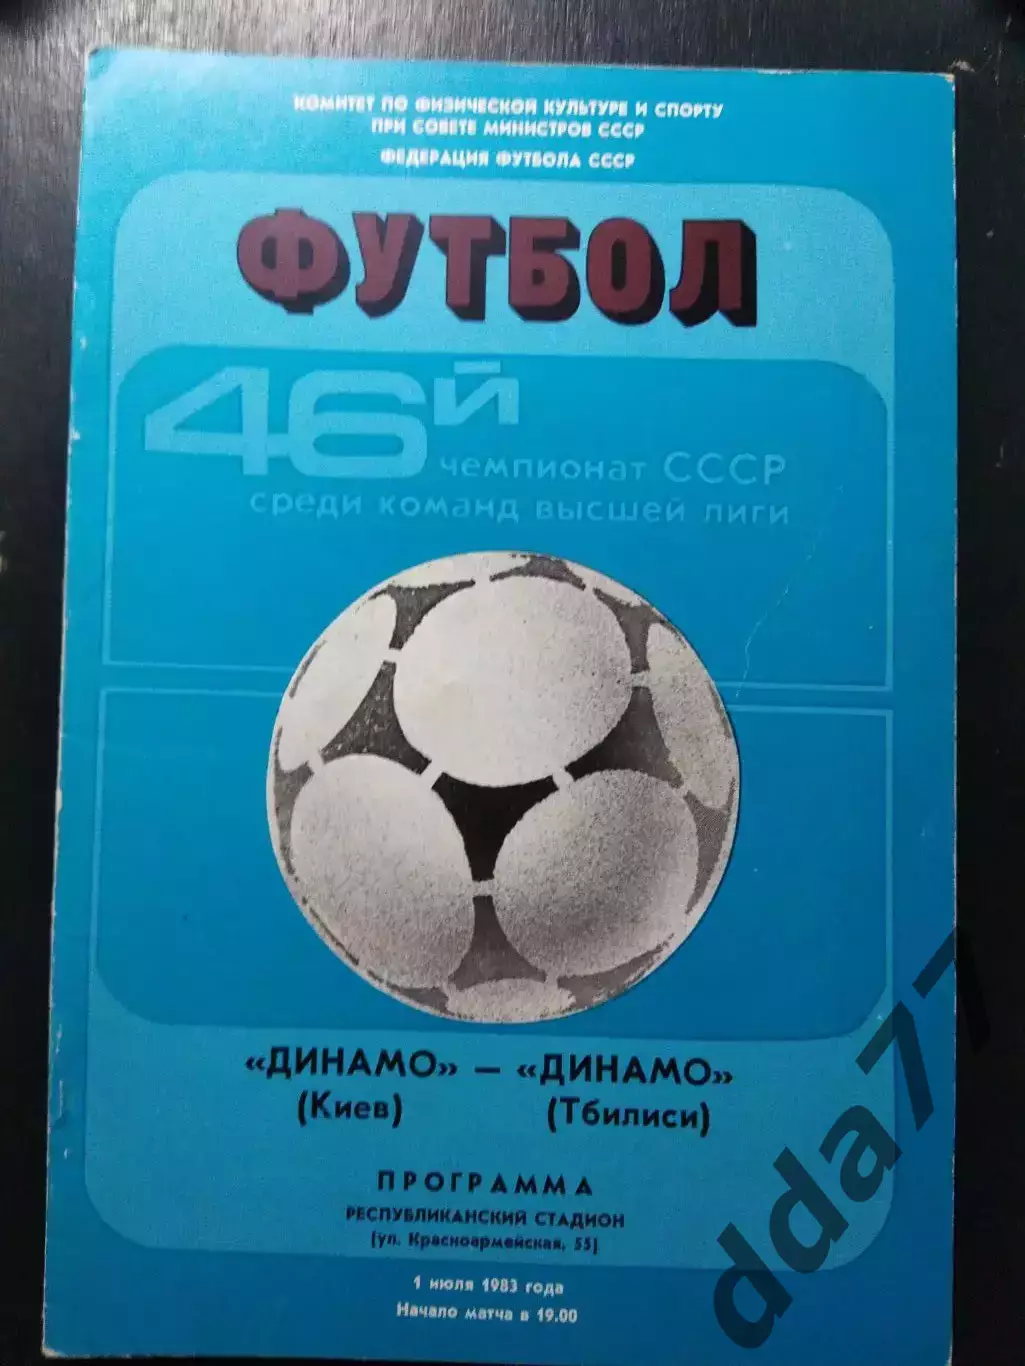 КОМИТЕТ ПО ФИЗИЧЕСКОЙ КУЛЬТУРЕ И СПОРТУ
ПРИ СОВЕТЕ МИНИСТРОВ СССР
ФЕДЕРАЦИЯ ФУТБОЛА СССР
ФУТБОЛ
46й
чемпионат СССР
среди команд высшей лиги
«ДИНАМО» — «ДИНАМО»
(Киев) (Тбилиси)
ПРОГРАММА
РЕСПУБЛИКАНСКИЙ СТАДИОН
(ул. Красноармейская, 55)
1 июля 1983 года
Начало матча в 19.00
dda77